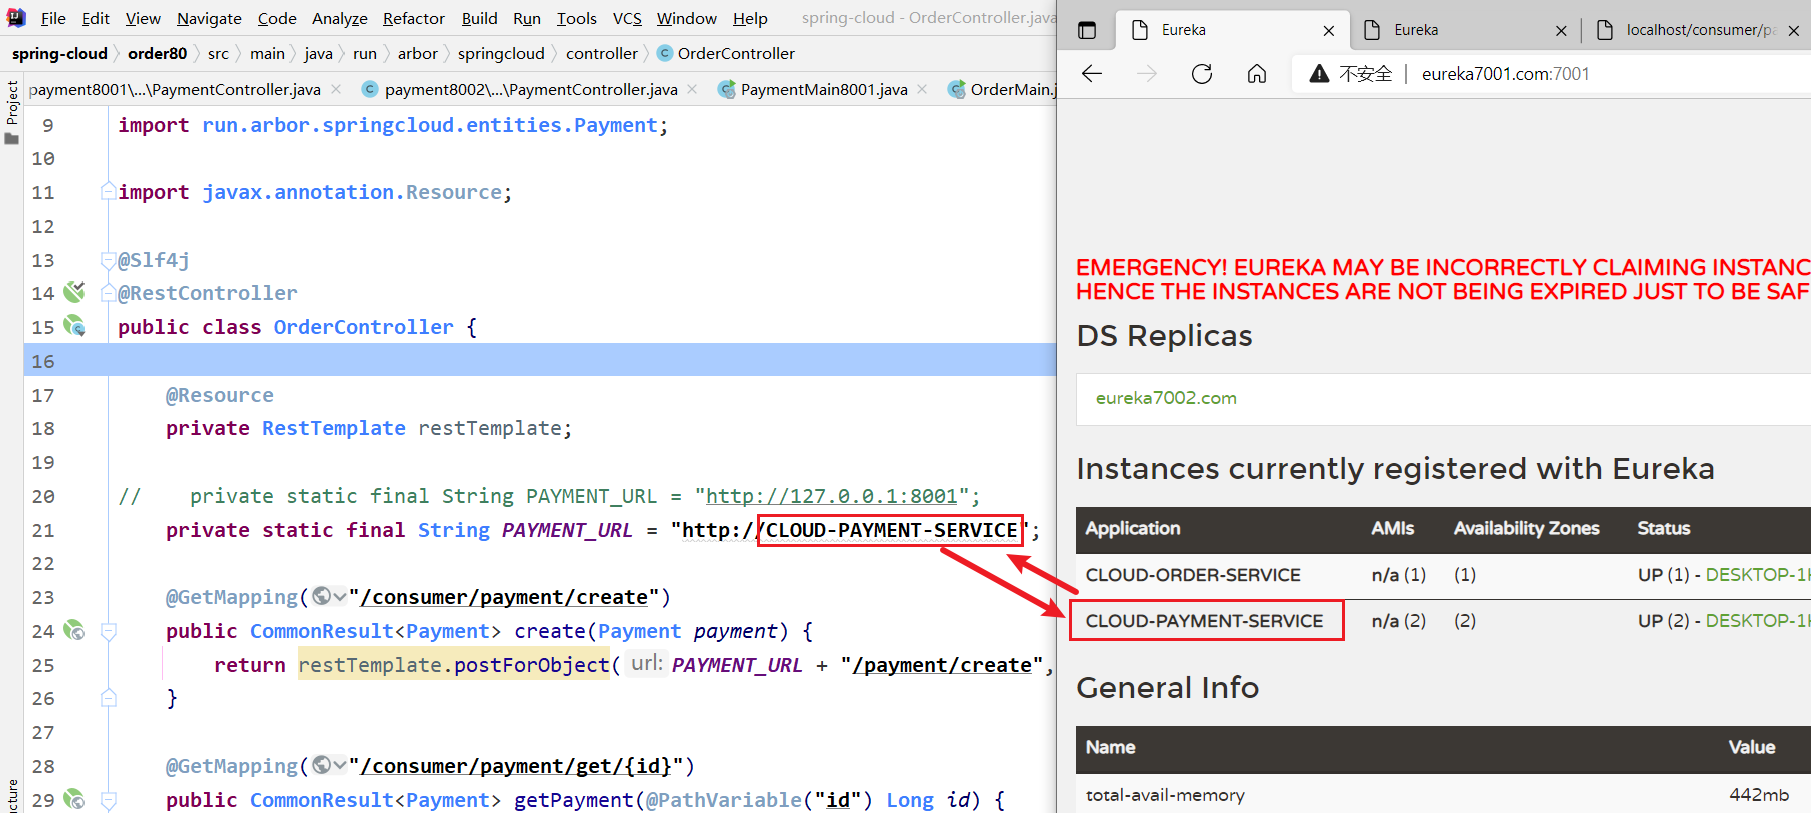 File Edit View Navigate Code Analyze Refactor Build Run Tools VCS Window Help spring-cloud - OrderController.java
spring-cloud order80 src main java run arbor springcloud controller OrderController
payment8001\...\PaymentController.java payment8002\...\PaymentController.java PaymentMain8001.java OrderMain.j
Project
9 import run.arbor.springcloud.entities.Payment;
10
11 import javax.annotation.Resource;
12
13 @Slf4j
14 @RestController
15 public class OrderController {
16
17 @Resource
18 private RestTemplate restTemplate;
19
20 // private static final String PAYMENT_URL = "http://127.0.0.1:8001";
21 private static final String PAYMENT_URL = "http://CLOUD-PAYMENT-SERVICE";
22
23 @GetMapping("/consumer/payment/create")
24 public CommonResult<Payment> create(Payment payment) {
25 return restTemplate.postForObject( url: PAYMENT_URL + "/payment/create",
26 }
27
28 @GetMapping("/consumer/payment/get/{id}")
29 public CommonResult<Payment> getPayment(@PathVariable("id") Long id) {
ucture
Eureka Eureka localhost/consumer/pa
不安全 eureka7001.com:7001
EMERGENCY! EUREKA MAY BE INCORRECTLY CLAIMING INSTANC
HENCE THE INSTANCES ARE NOT BEING EXPIRED JUST TO BE SAF
DS Replicas
eureka7002.com
Instances currently registered with Eureka
Application AMIs Availability Zones Status
CLOUD-ORDER-SERVICE n/a (1) (1) UP (1) - DESKTOP-1
CLOUD-PAYMENT-SERVICE n/a (2) (2) UP (2) - DESKTOP-1
General Info
Name Value
total-avail-memory 442mb